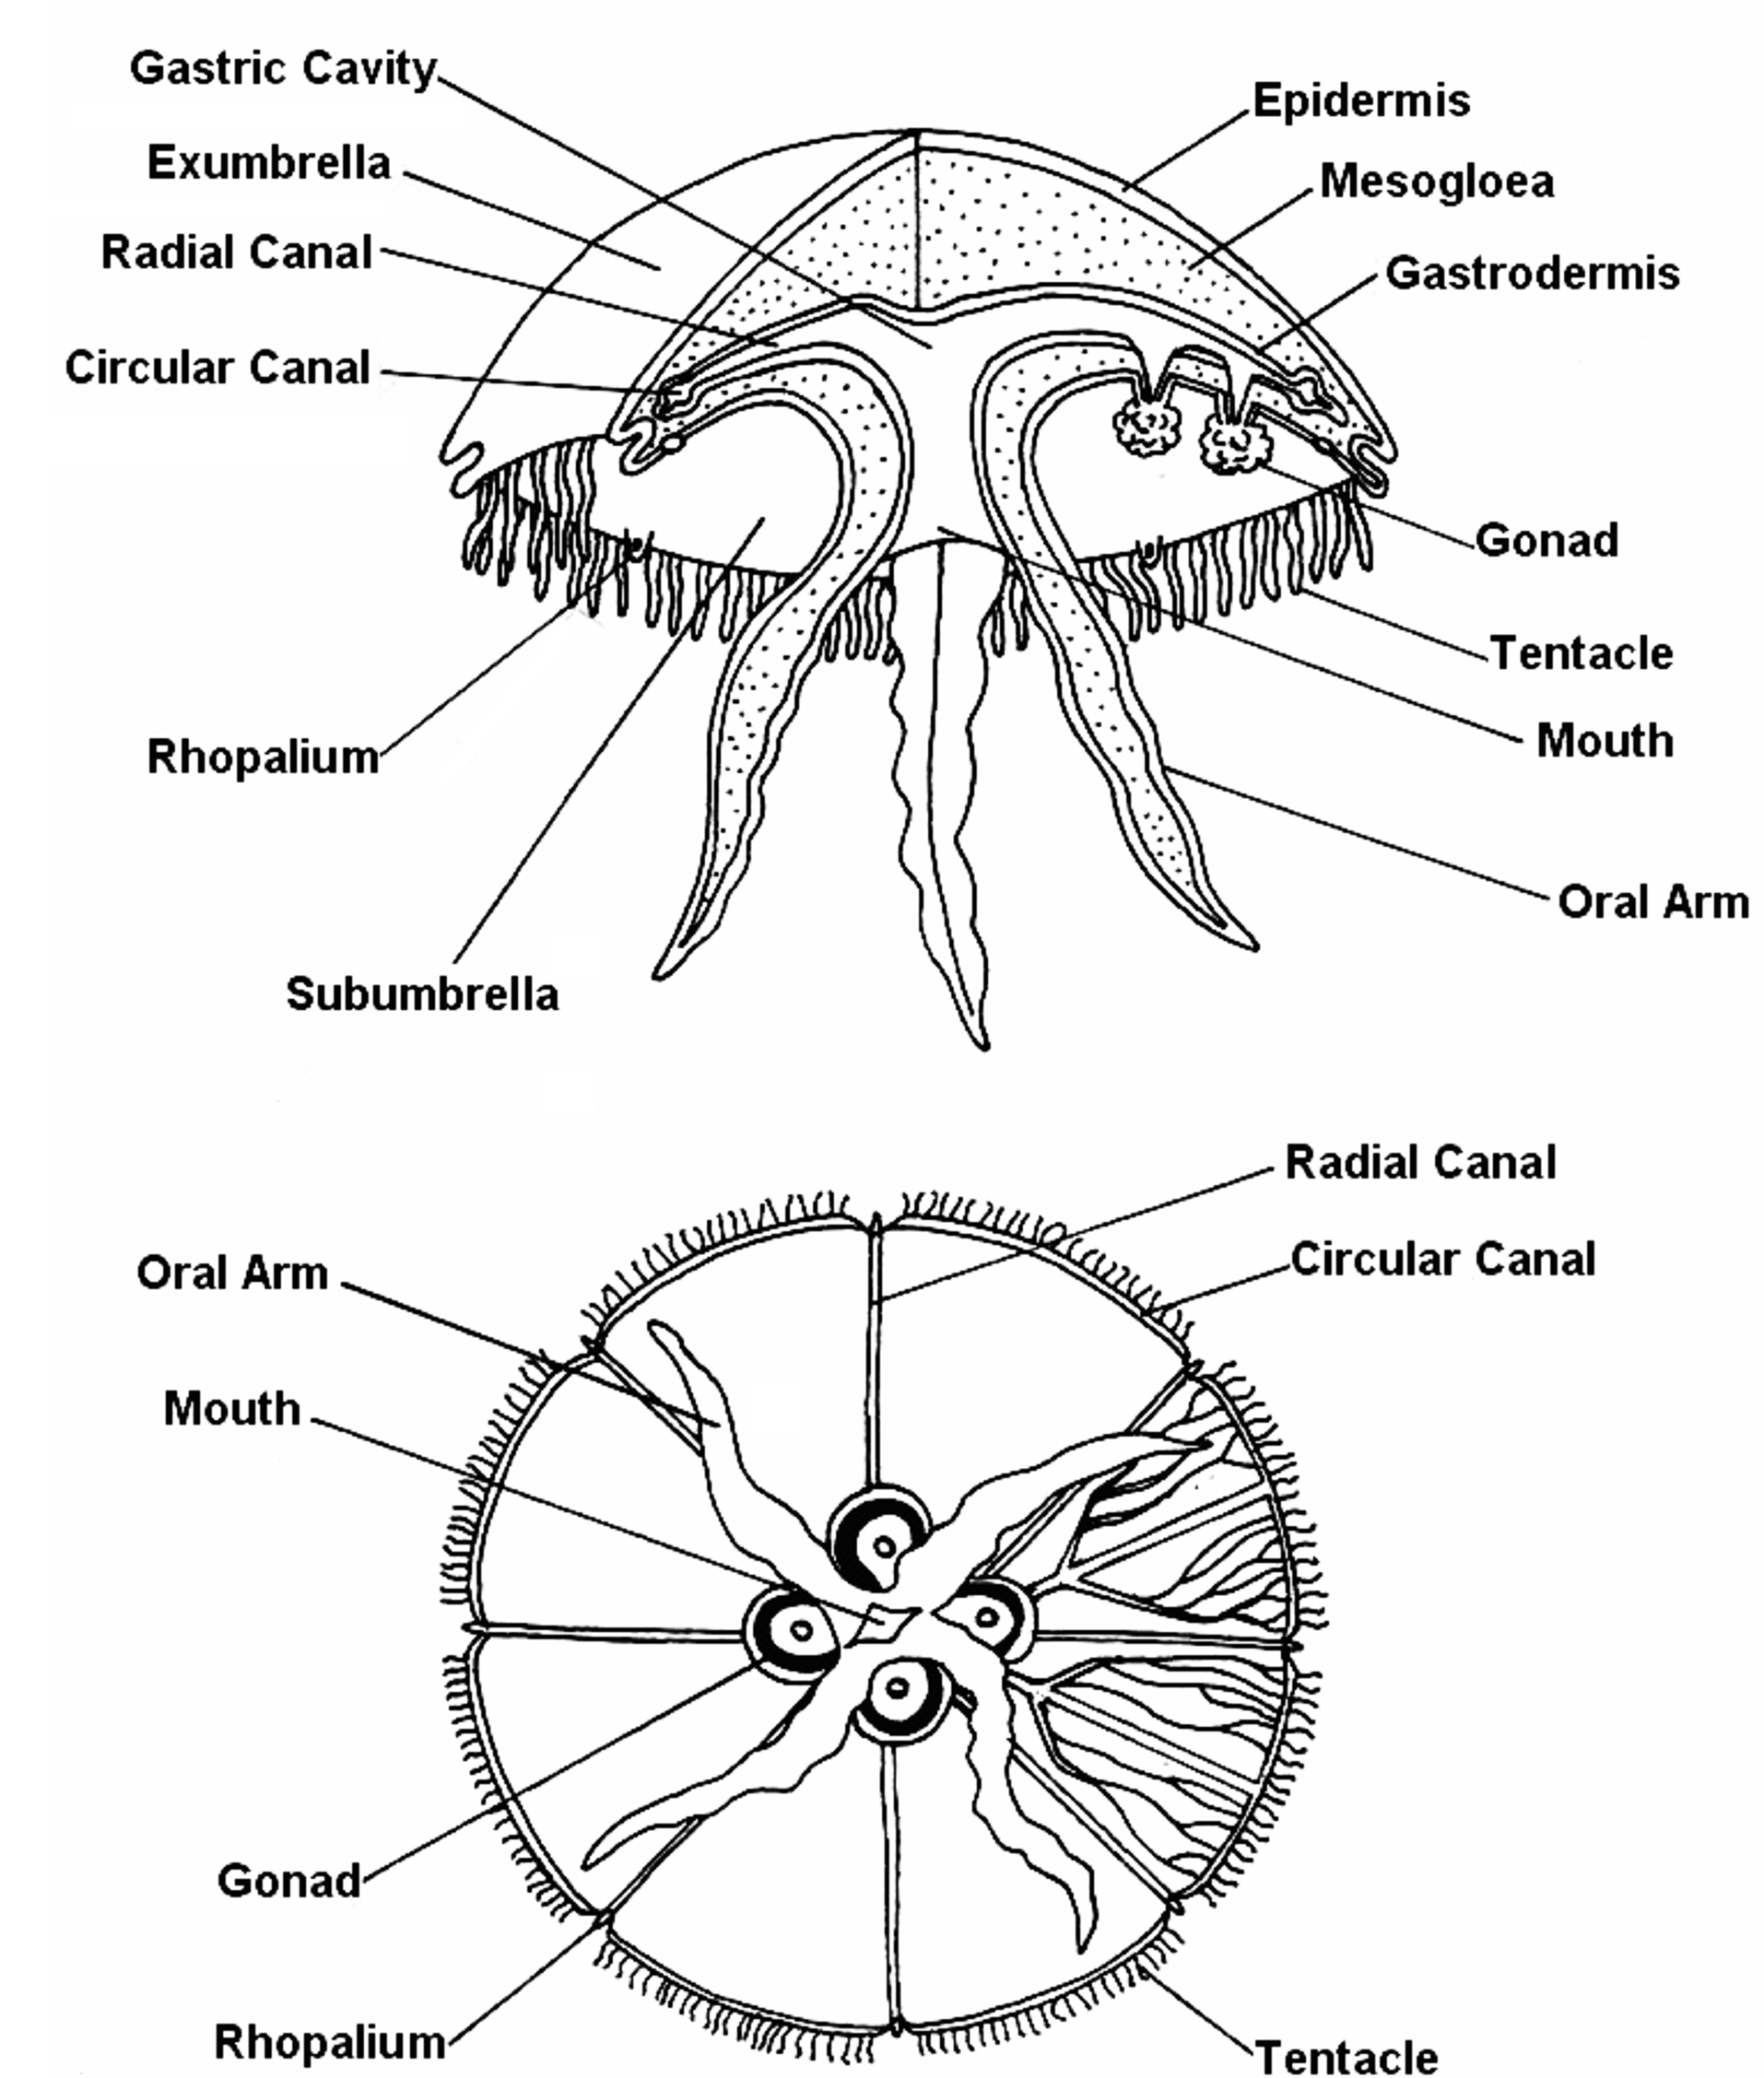 Gastric Cavity
Epidermis
Exumbrella
Mesogloea
Radial Canal
Gastrodermis
Circular Canal
Gonad
Tentacle
Rhopalium
Mouth
Oral Arm
Subumbrella
Radial Canal
Circular Canal
Oral Arm
Mouth
Gonad
Rhopalium
Tentacle